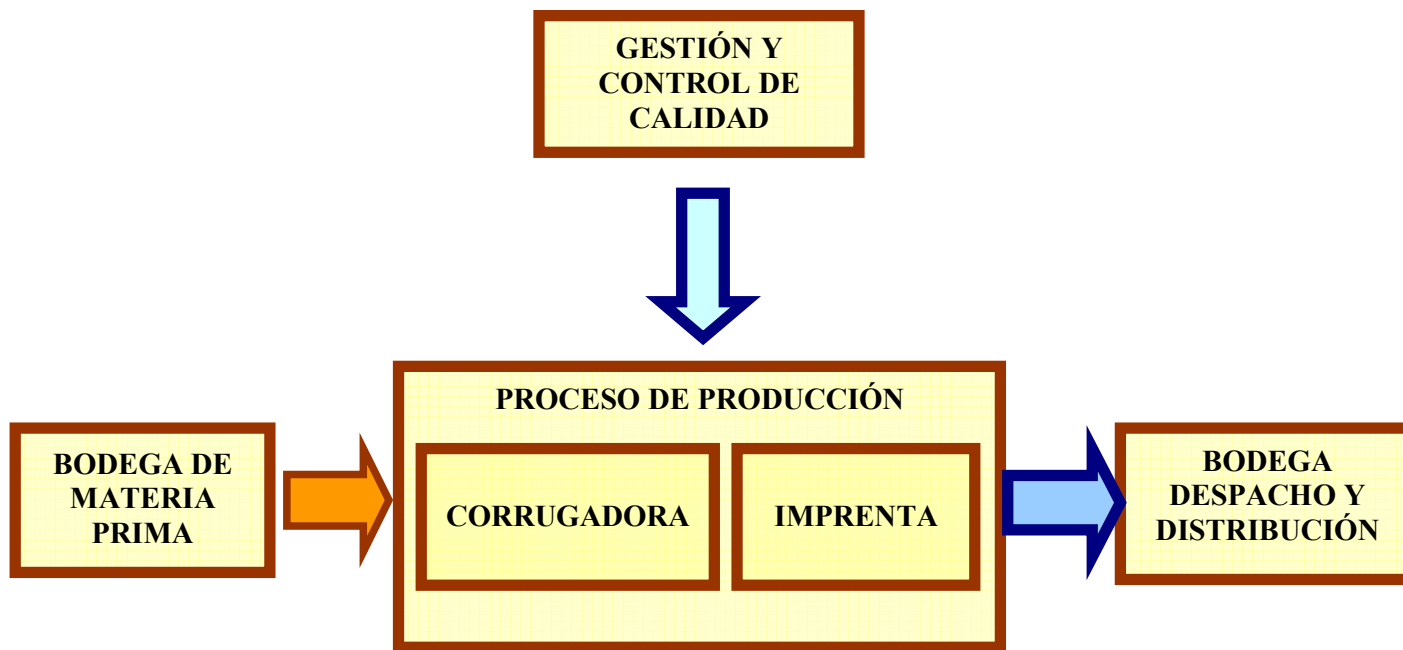 GESTIÓN Y
CONTROL DE
CALIDAD
PROCESO DE PRODUCCIÓN
BODEGA DE
MATERIA
PRIMA
CORRUGADORA
IMPRENTA
BODEGA
DESPACHO Y
DISTRIBUCIÓN